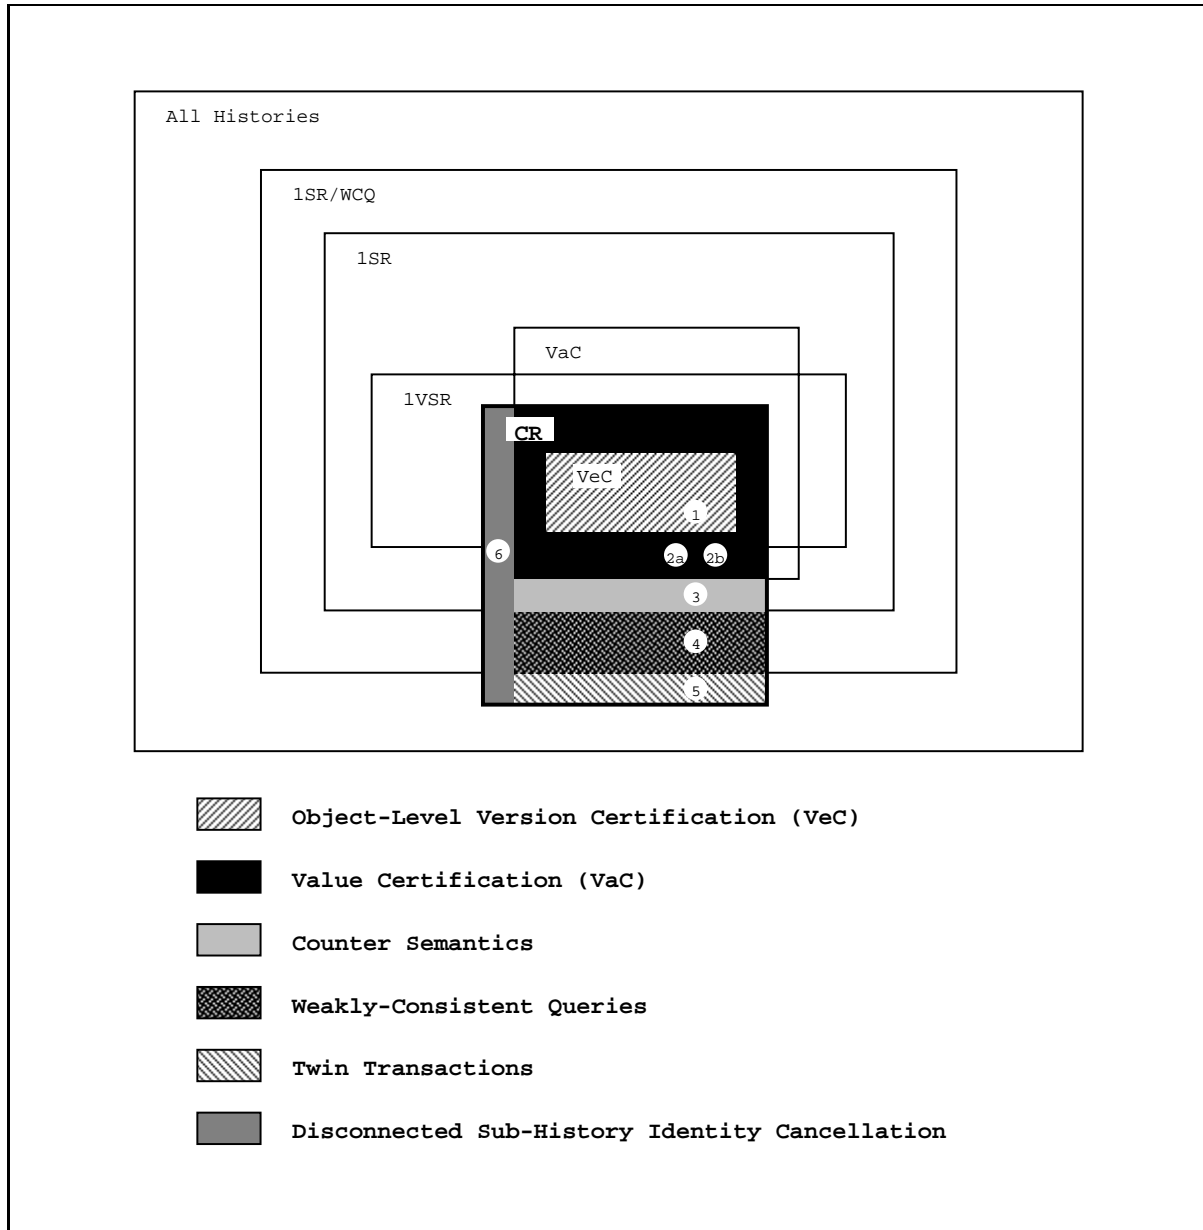 All Histories
1SR/WCQ
1SR
VaC
1VSR
CR
VeC
1
6
2a 2b
3
4
5
Object-Level Version Certification (VeC)
Value Certification (VaC)
Counter Semantics
Weakly-Consistent Queries
Twin Transactions
Disconnected Sub-History Identity Cancellation